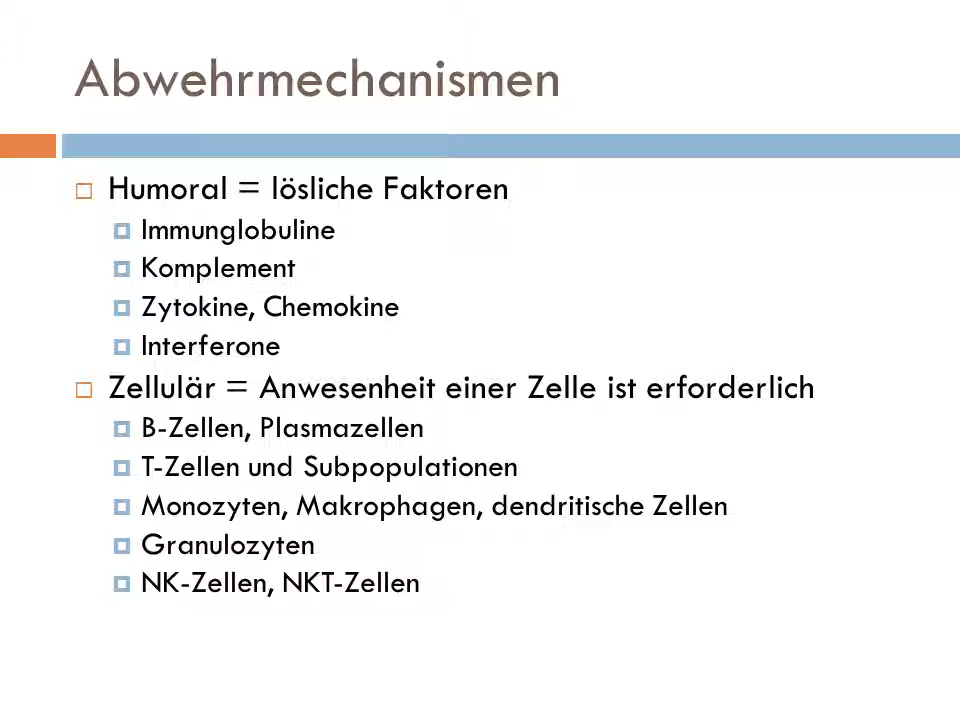 Abwehrmechanismen
Humoral = lösliche Faktoren
Immunglobuline
Komplement
Zytokine, Chemokine
Interferone
Zellulär = Anwesenheit einer Zelle ist erforderlich
B-Zellen, Plasmazellen
T-Zellen und Subpopulationen
Monozyten, Makrophagen, dendritische Zellen
Granulozyten
NK-Zellen, NKT-Zellen